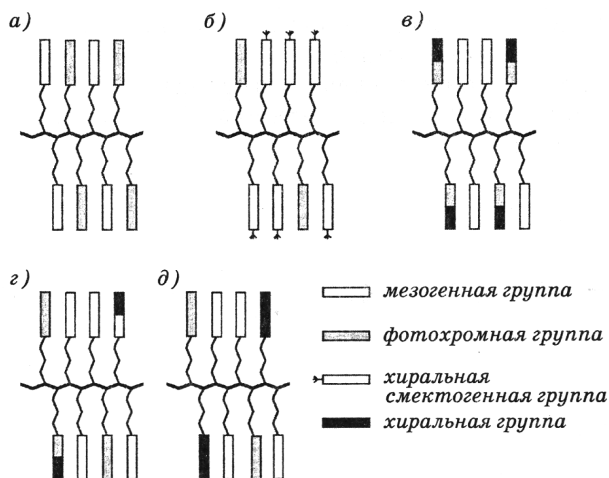 а)
б)
в)
г)
д)
мезогенная группа
фотохромная группа
хиральная
смектогенная группа
хиральная группа